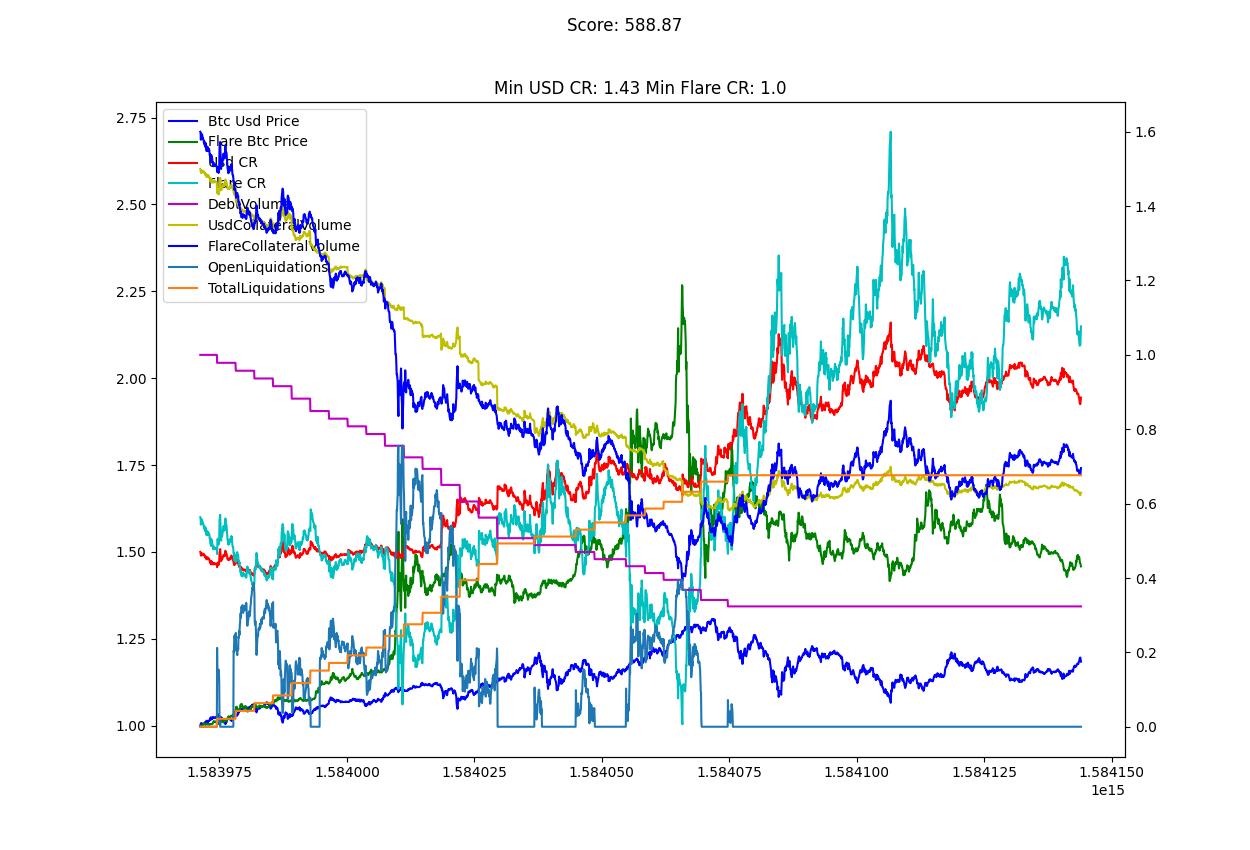 Score: 588.87
Min USD CR: 1.43 Min Flare CR: 1.0
Btc Usd Price
Flare Btc Price
Usd CR
Flare CR
DebtVolume
UsdCollateralVolume
FlareCollateralVolume
OpenLiquidations
TotalLiquidations
2.75
2.50
2.25
2.00
1.75
1.50
1.25
1.00
1.6
1.4
1.2
1.0
0.8
0.6
0.4
0.2
0.0
1.583975 1.584000 1.584025 1.584050 1.584075 1.584100 1.584125 1.584150
1e15